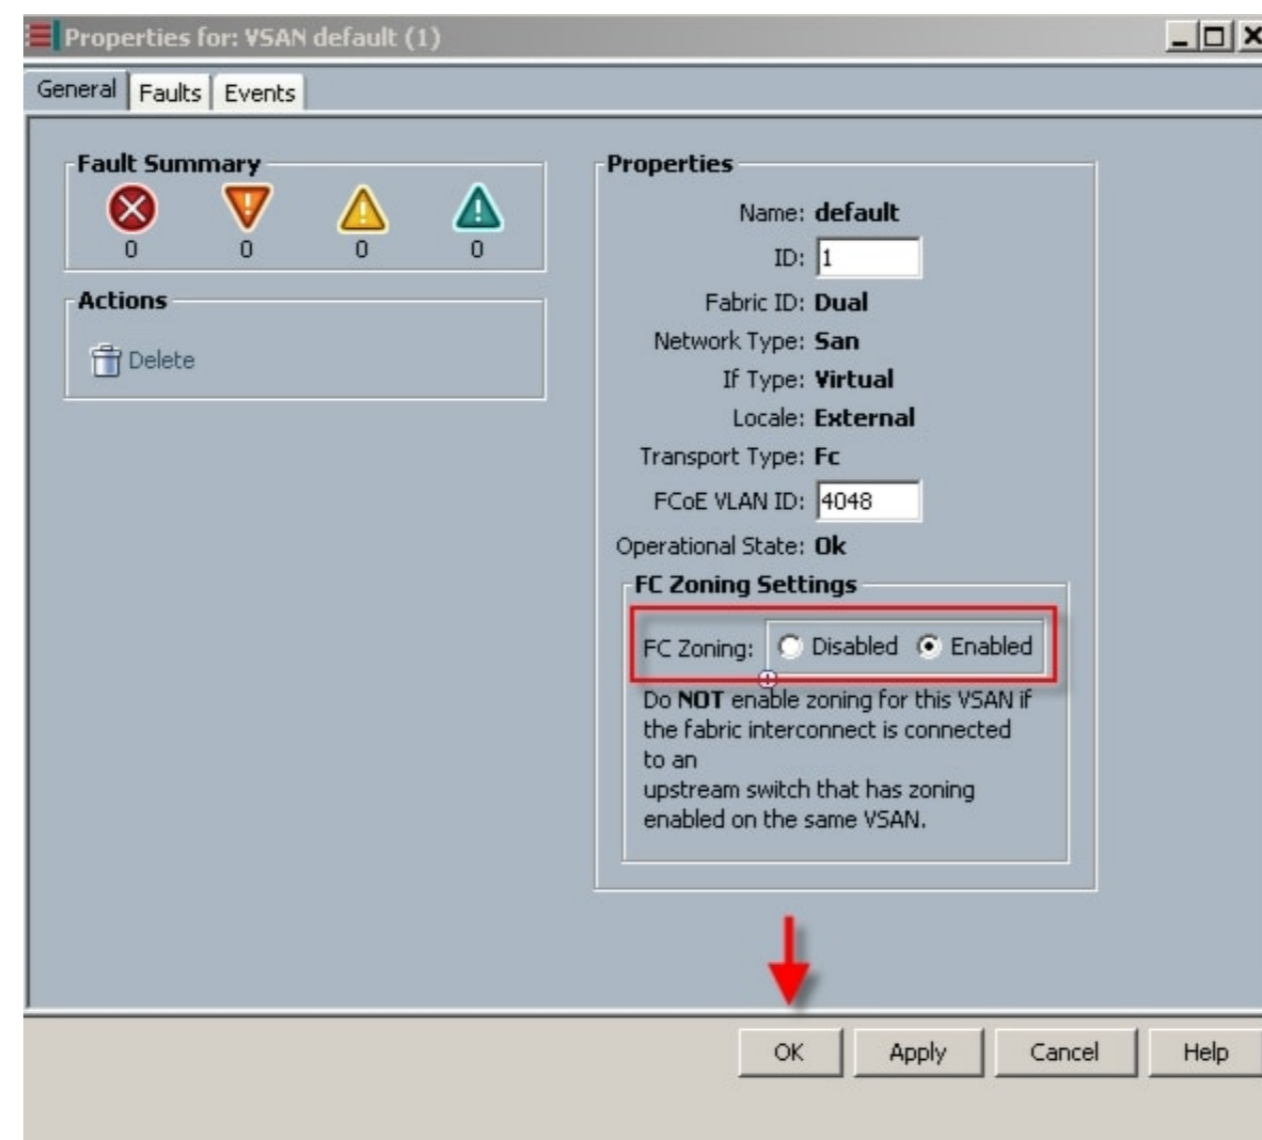 Properties for: VSAN default (1)
General Faults Events
Fault Summary
0 0 0 0
Actions
Delete
Properties
Name: default
ID: 1
Fabric ID: Dual
Network Type: San
If Type: Virtual
Locale: External
Transport Type: Fc
FCoE VLAN ID: 4048
Operational State: Ok
FC Zoning Settings
FC Zoning: Disabled Enabled
Do NOT enable zoning for this VSAN if
the fabric interconnect is connected
to an
upstream switch that has zoning
enabled on the same VSAN.
OK Apply Cancel Help